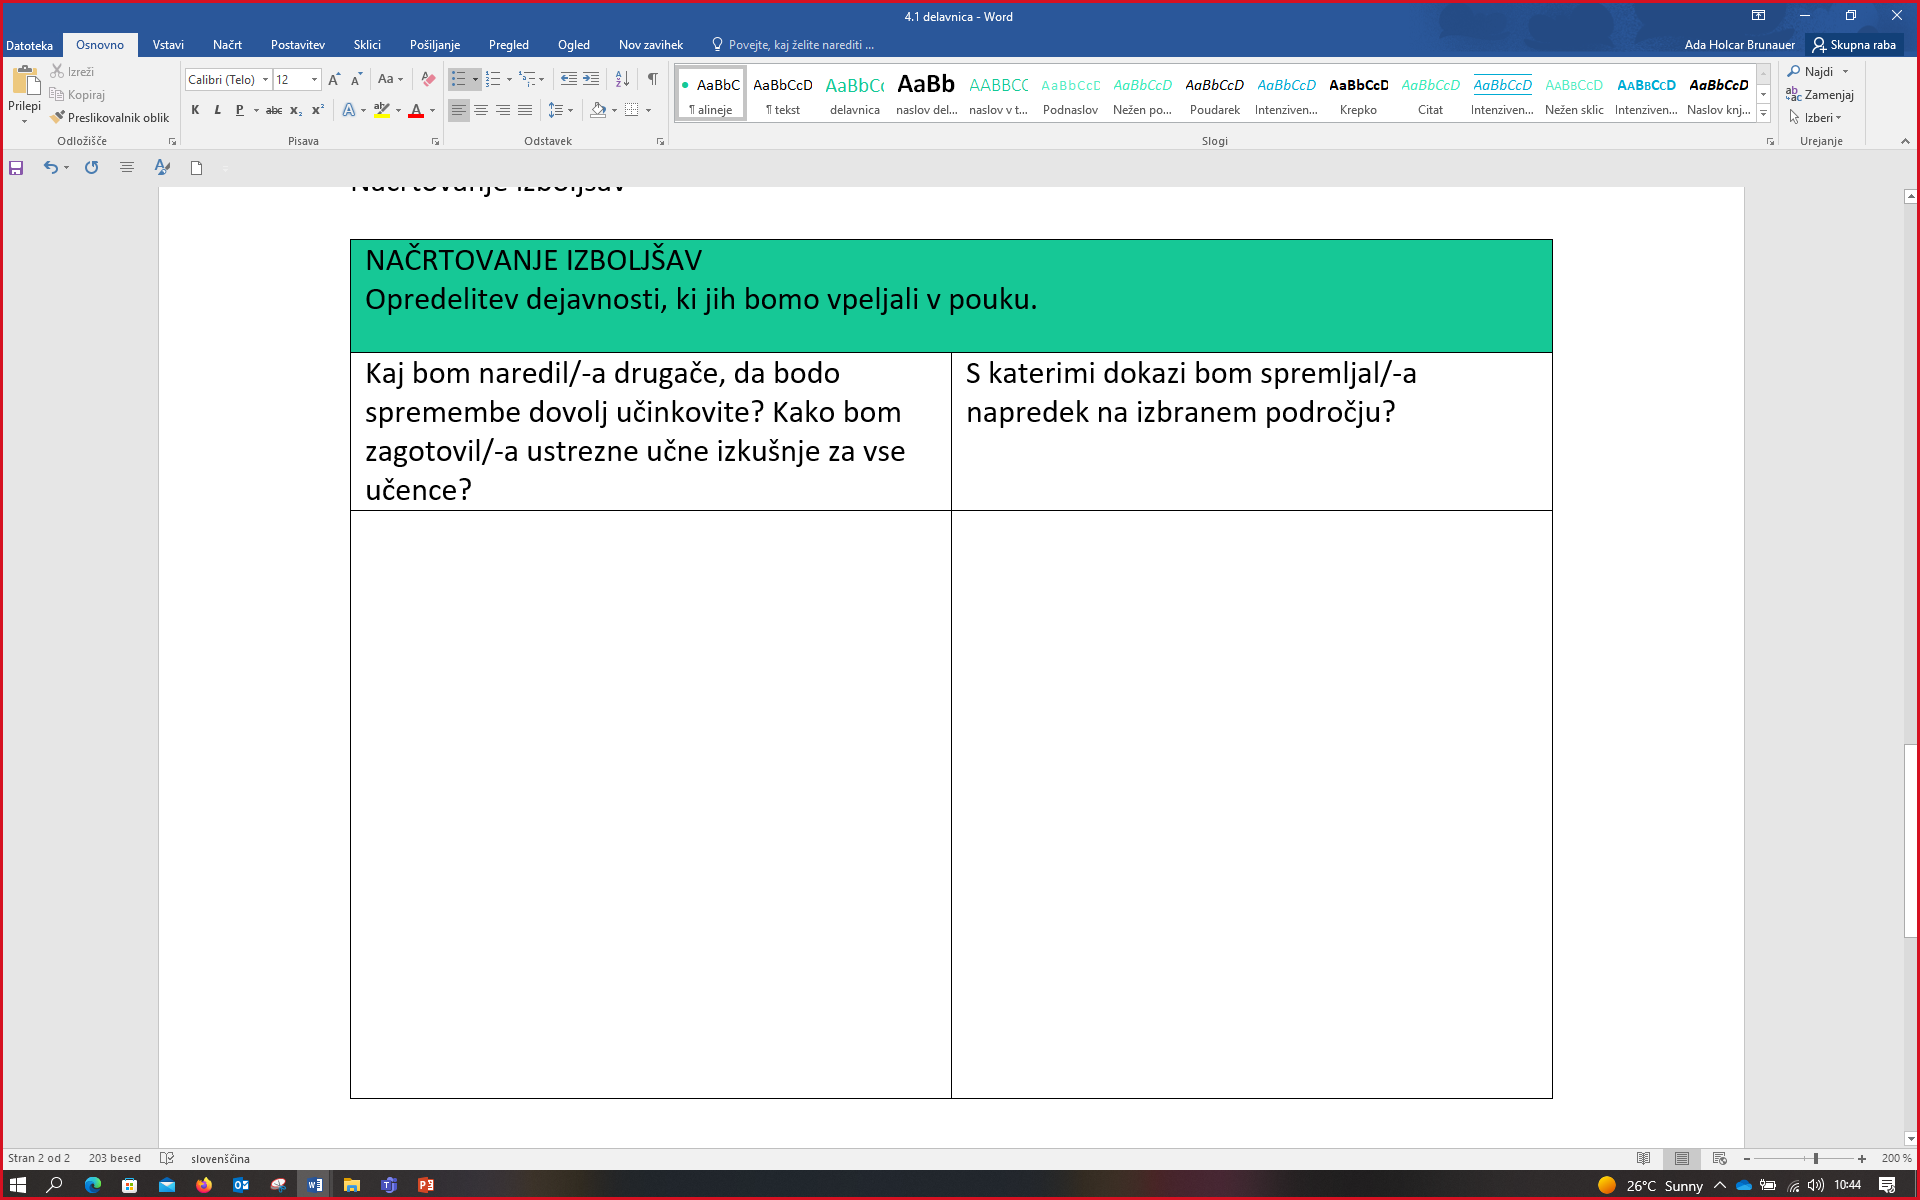 4.1 delavnica - Word
Datoteka Osnovno Vstavi Načrt Postavitev Sklici Pošiljanje Pregled Ogled Nov zavihek Povejte, kaj želite narediti ... Ada Holcar Brunauer Skupna raba
Prilepi
Izreži
Kopiraj
Preslikovalnik oblik
Odložišče
Calibri (Telo) 12
K L P abc
Pisava
Odstavek
AaBbC AaBbCcD AaBbCc AaBb AABBCC AaBbCcD AaBbCcD AaBbCcD AaBbCcD AaBbCcD AaBbCcD AaBbCcD AaBbCcD AaBbCcD AaBbCcD
¶ alineje ¶ tekst delavnica naslov del... naslov v t... Podnaslov Nežen po... Poudarek Intenziven... Krepko Citat Intenziven... Nežen sklic Intenziven... Naslov knj...
Slogi
Najdi
Zamenjaj
Izberi
Urejanje
Načrtovanje izboljšav
NAČRTOVANJE IZBOLJŠAV
Opredelitev dejavnosti, ki jih bomo vpeljali v pouku.
Kaj bom naredil/-a drugače, da bodo
spremembe dovolj učinkovite? Kako bom
zagotovil/-a ustrezne učne izkušnje za vse
učence?
S katerimi dokazi bom spremljal/-a
napredek na izbranem področju?
Stran 2 od 2 203 besed slovenščina 200 %
26°C Sunny 10:44